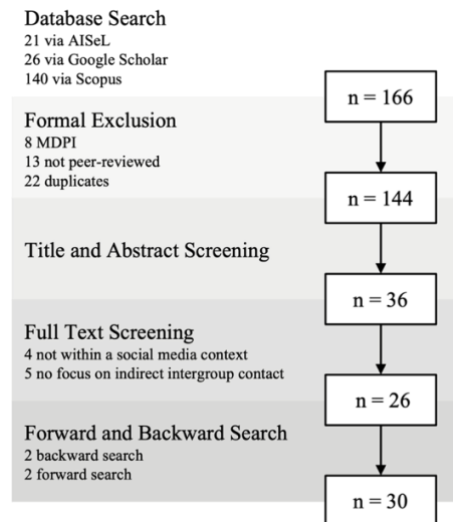 Database Search
21 via AISeL
26 via Google Scholar
140 via Scopus
n = 166
Formal Exclusion
8 MDPI
13 not peer-reviewed
22 duplicates
n = 144
Title and Abstract Screening
n = 36
Full Text Screening
4 not within a social media context
5 no focus on indirect intergroup contact
n = 26
Forward and Backward Search
2 backward search
2 forward search
n = 30